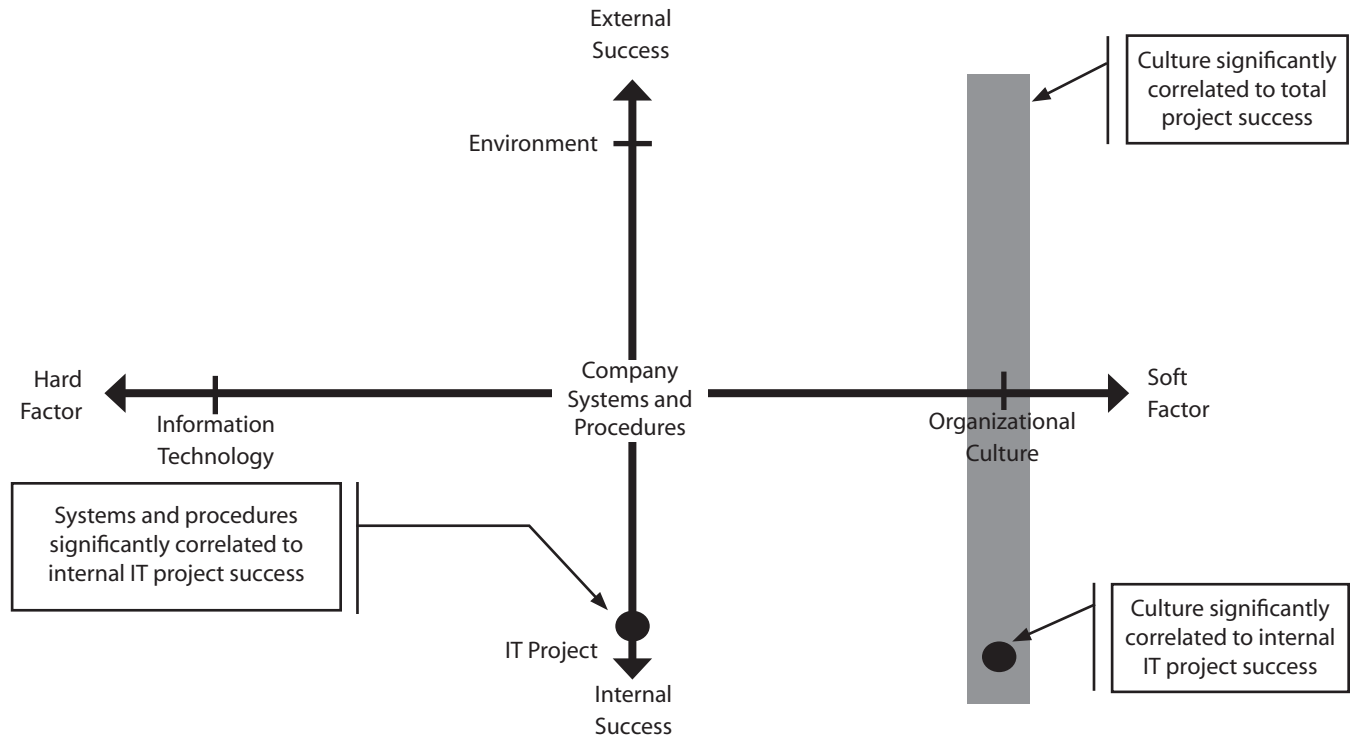 External
Success
Culture significantly
correlated to total
project success
Environment
Hard
Factor
Company
Systems and
Procedures
Soft
Factor
Information
Technology
Organizational
Culture
Systems and procedures
significantly correlated to
internal IT project success
IT Project
Internal
Success
Culture significantly
correlated to internal
IT project success